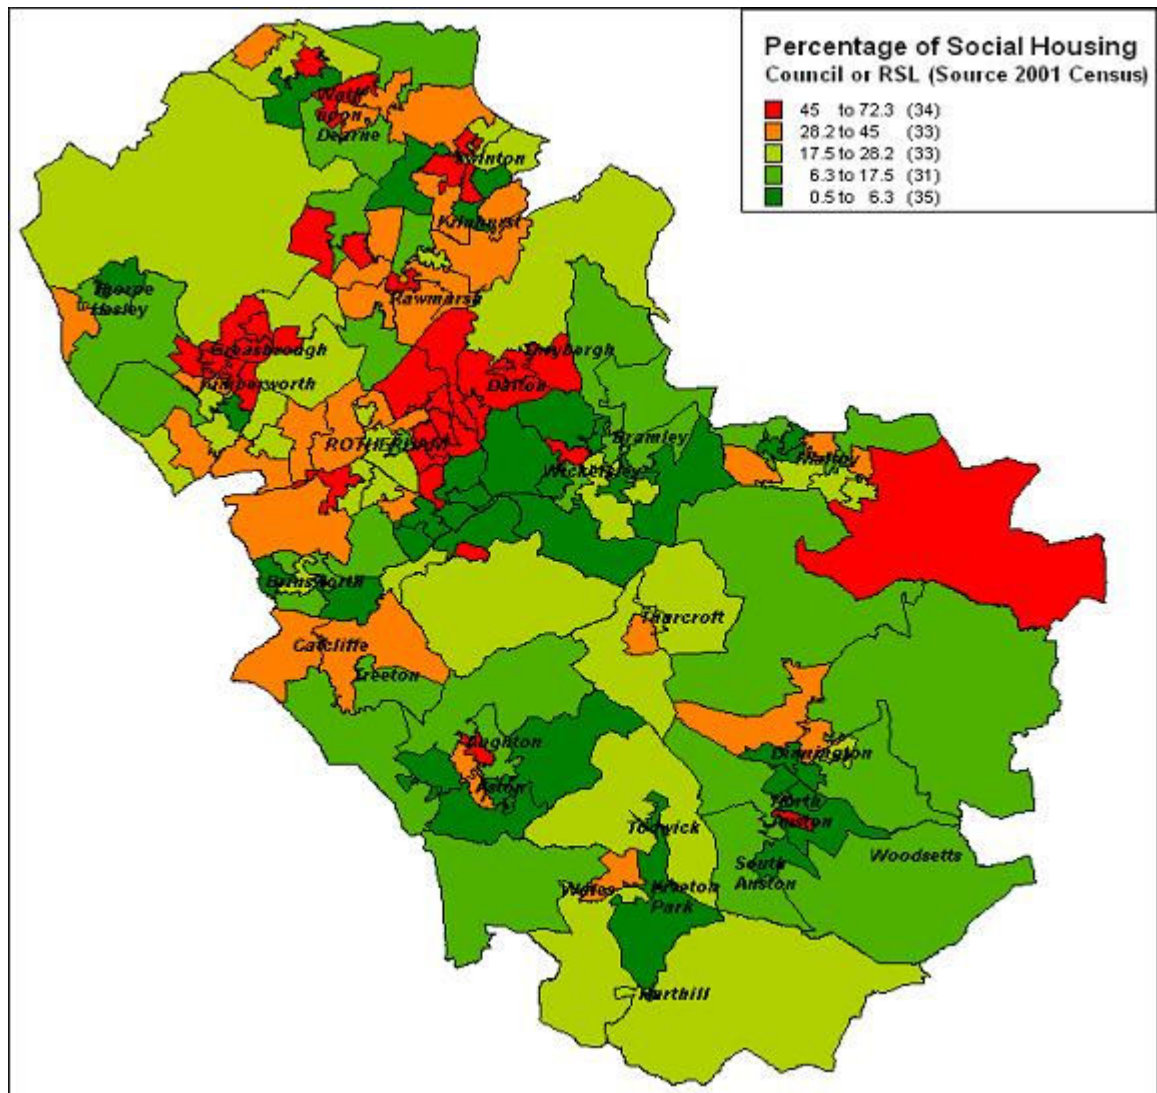 Percentage of Social Housing
Council or RSL (Source 2001 Census)
45 to 72.3 (34)
28.2 to 45 (33)
17.5 to 28.2 (33)
6.3 to 17.5 (31)
0.5 to 6.3 (35)
Wath
upon
Dearne
Swinton
Kilnhurst
Thorpe
Hesley
Rawmarsh
Greasbrough
Thrybergh
Kimberworth
Dalton
ROTHERHAM
Bramley
Wickersley
Maltby
Brinsworth
Thurcroft
Catcliffe
Treeton
Aughton
Dinnington
Aston
North
Anston
Todwick
South
Anston
Woodsetts
Wales
Kiveton
Park
Harthill